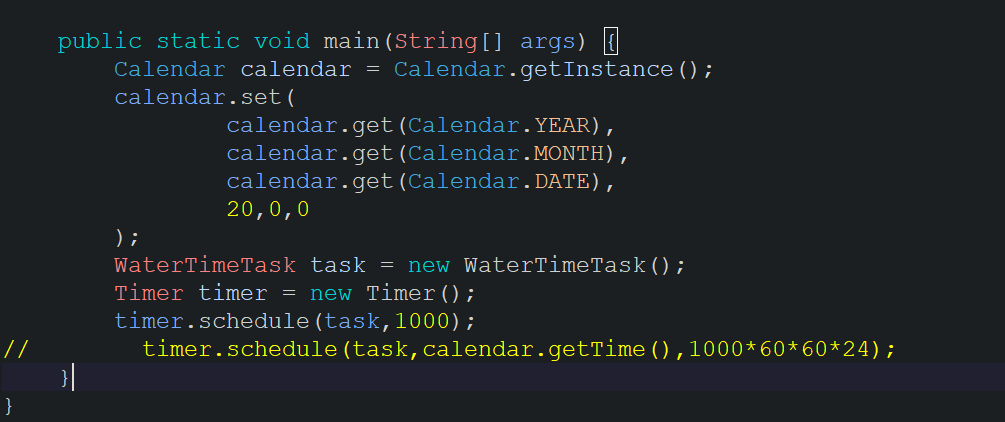 public static void main(String[] args) {
Calendar calendar = Calendar.getInstance();
calendar.set(
calendar.get(Calendar.YEAR),
calendar.get(Calendar.MONTH),
calendar.get(Calendar.DATE),
20,0,0
);
WaterTimeTask task = new WaterTimeTask();
Timer timer = new Timer();
timer.schedule(task,1000);
// timer.schedule(task,calendar.getTime(),1000*60*60*24);
}
}